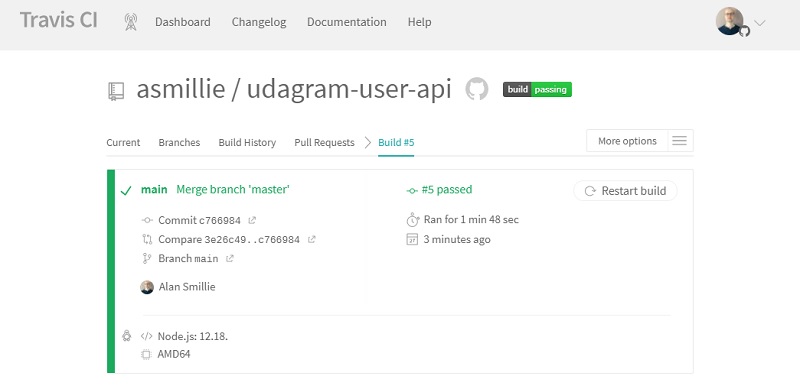 Travis CI Dashboard Changelog Documentation Help
asmillie / udagram-user-api build passing
Current Branches Build History Pull Requests Build #5 More options
main Merge branch 'master' #5 passed Restart build
Commit c766984 Ran for 1 min 48 sec
Compare 3e26c49..c766984 3 minutes ago
Branch main
Alan Smillie
Node.js: 12.18.
AMD64